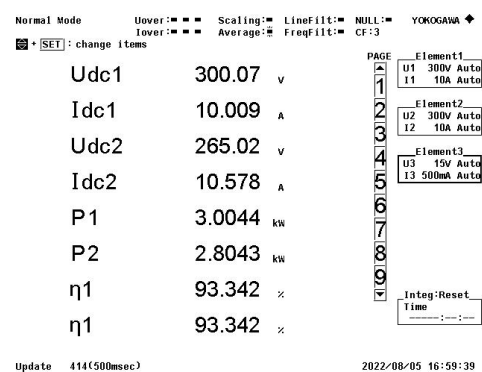 Normal Mode Uover:= = = Scaling:= LineFilt:= NULL:= YOKOGAWA ◆
Iover:= = = Average:= FreqFilt:= CF:3
+ SET : change items
PAGE
Udc1 300.07 V
Idc1 10.009 A
Udc2 265.02 V
Idc2 10.578 A
P1 3.0044 kW
P2 2.8043 kW
η1 93.342 %
η1 93.342 %
1
2
3
4
5
6
7
8
9
Element1
U1 300V Auto
I1 10A Auto
Element2
U2 300V Auto
I2 10A Auto
Element3
U3 15V Auto
I3 500mA Auto
Integ:Reset
Time
-----:--:--
Update 414(500msec) 2022/08/05 16:59:39